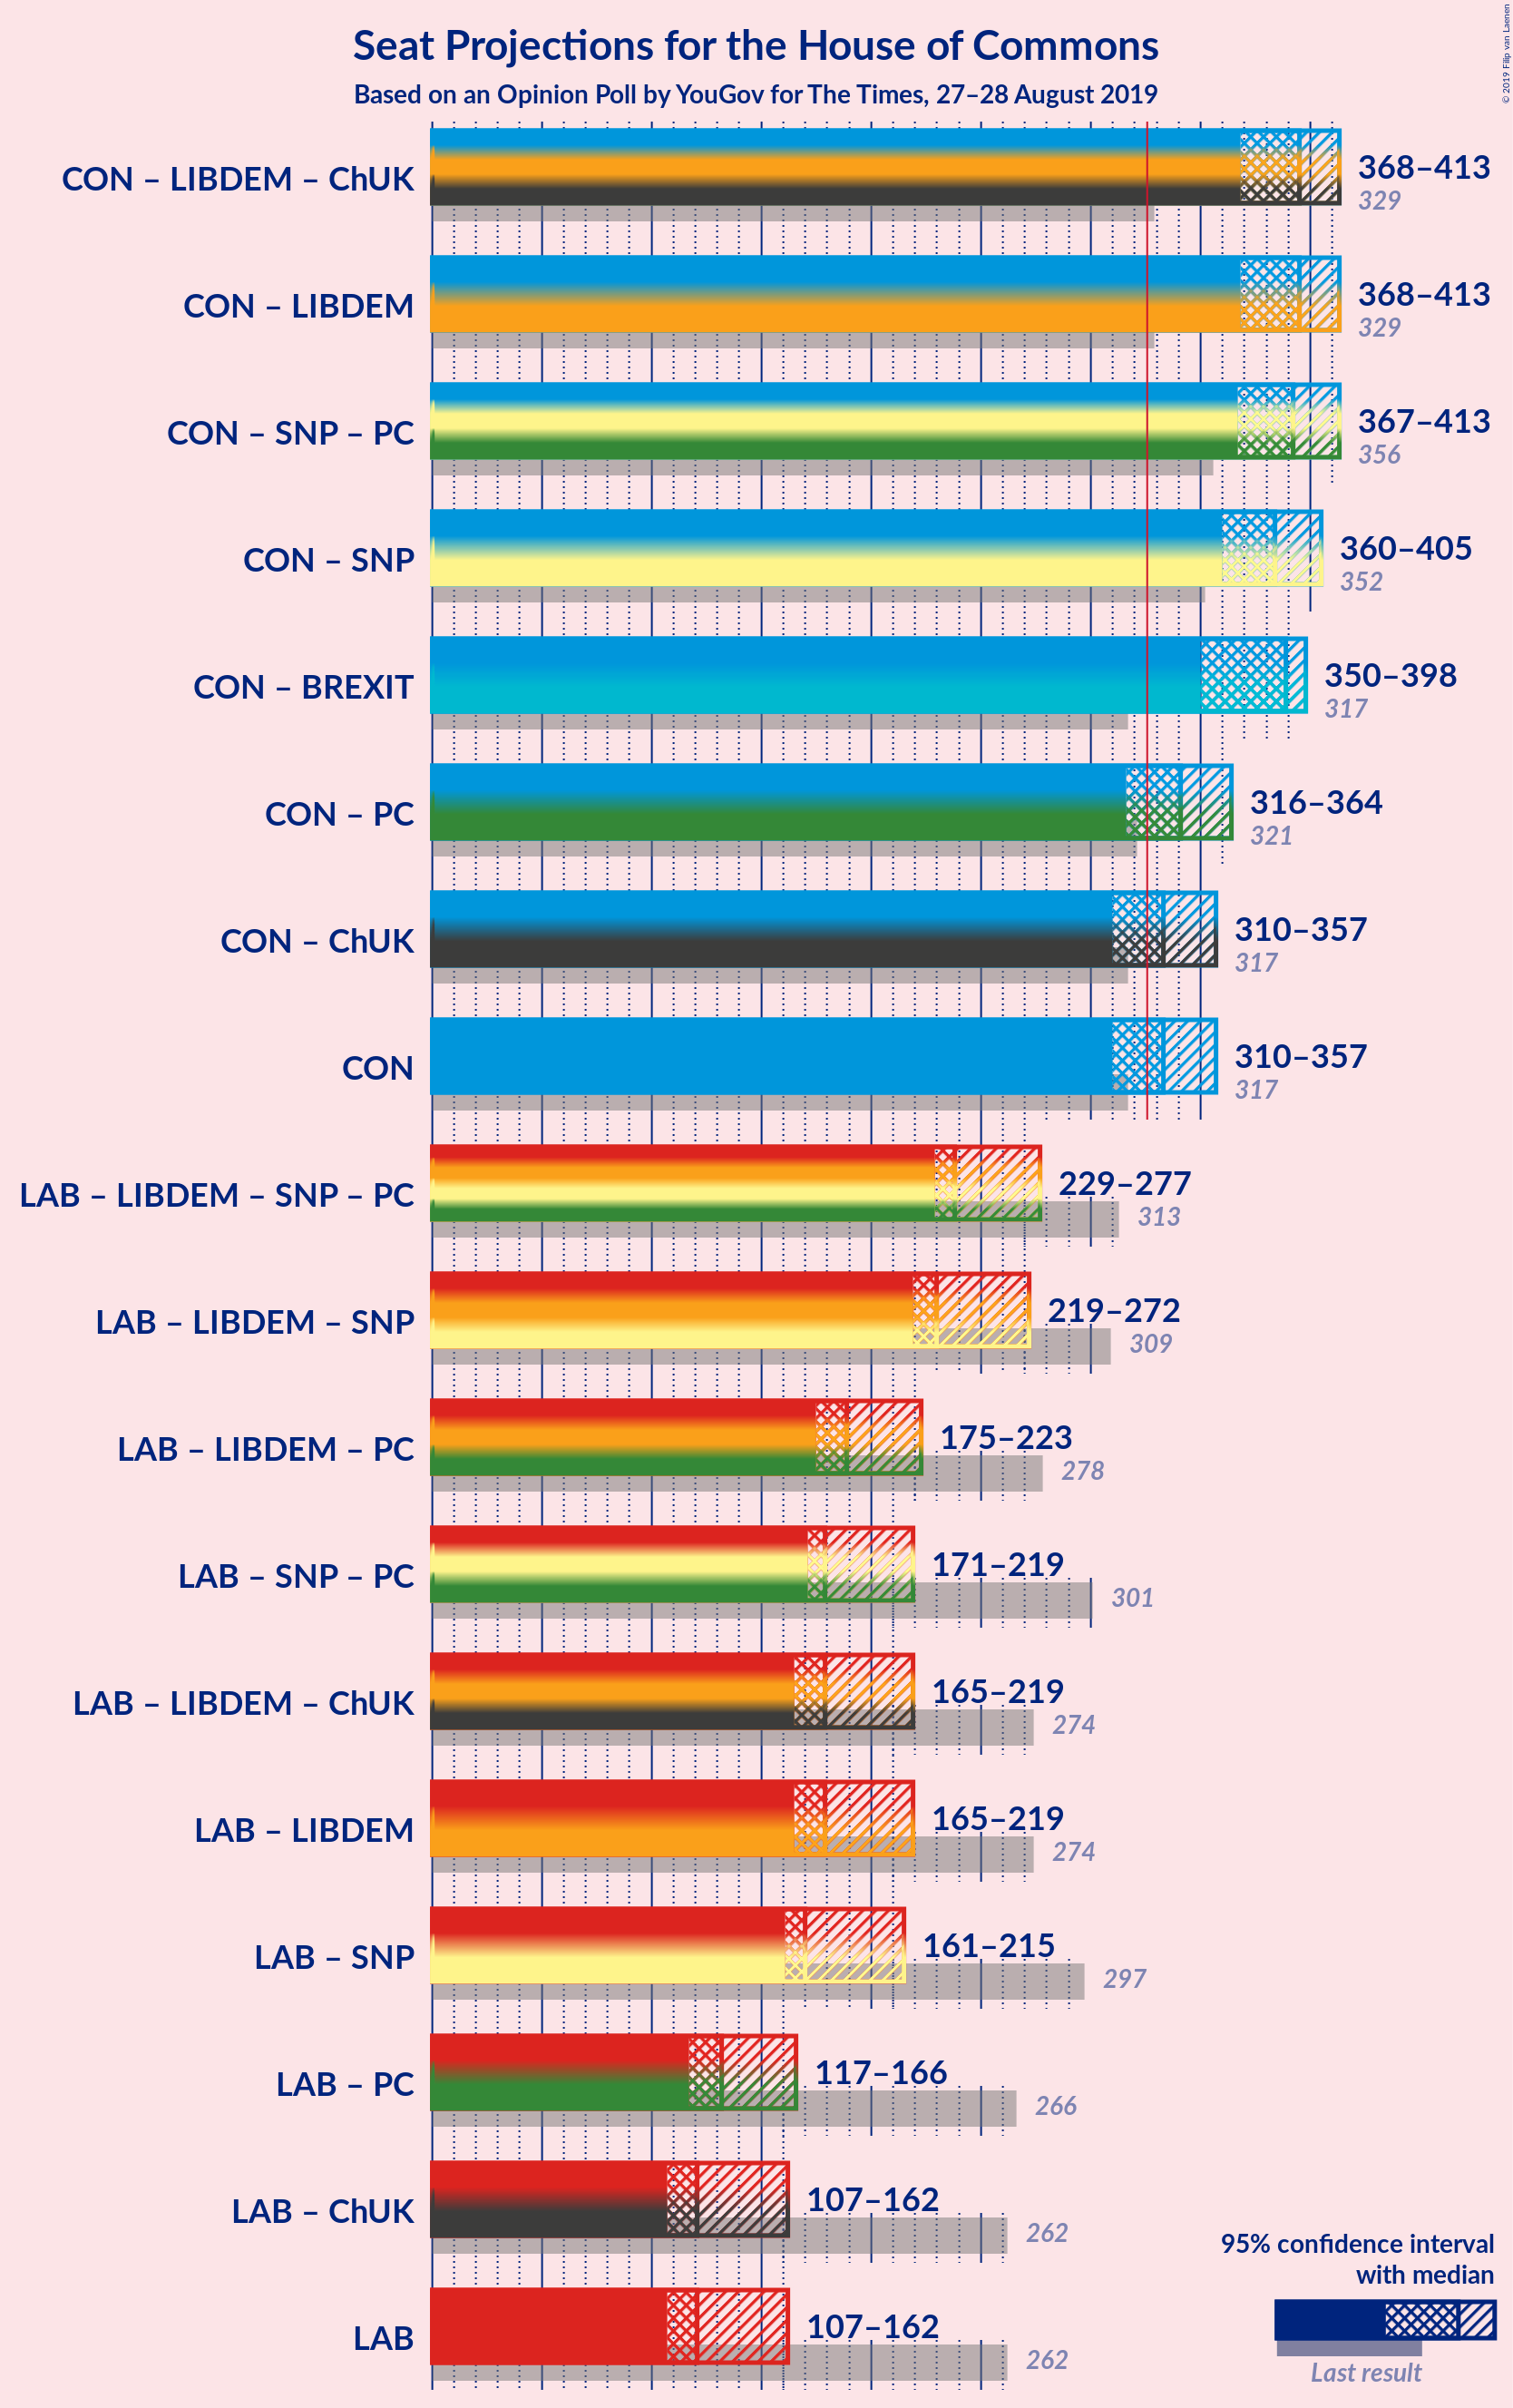 Seat Projections for the House of Commons
Based on an Opinion Poll by YouGov for The Times, 27–28 August 2019
© 2019 Filip van Laenen
CON – LIBDEM – ChUK
368–413
329
CON – LIBDEM
368–413
329
CON – SNP – PC
367–413
356
CON – SNP
360–405
352
CON – BREXIT
350–398
317
CON – PC
316–364
321
CON – ChUK
310–357
317
CON
310–357
317
LAB – LIBDEM – SNP – PC
229–277
313
LAB – LIBDEM – SNP
219–272
309
LAB – LIBDEM – PC
175–223
278
LAB – SNP – PC
171–219
301
LAB – LIBDEM – ChUK
165–219
274
LAB – LIBDEM
165–219
274
LAB – SNP
161–215
297
LAB – PC
117–166
266
LAB – ChUK
107–162
262
LAB
107–162
262
95% confidence interval
with median
Last result